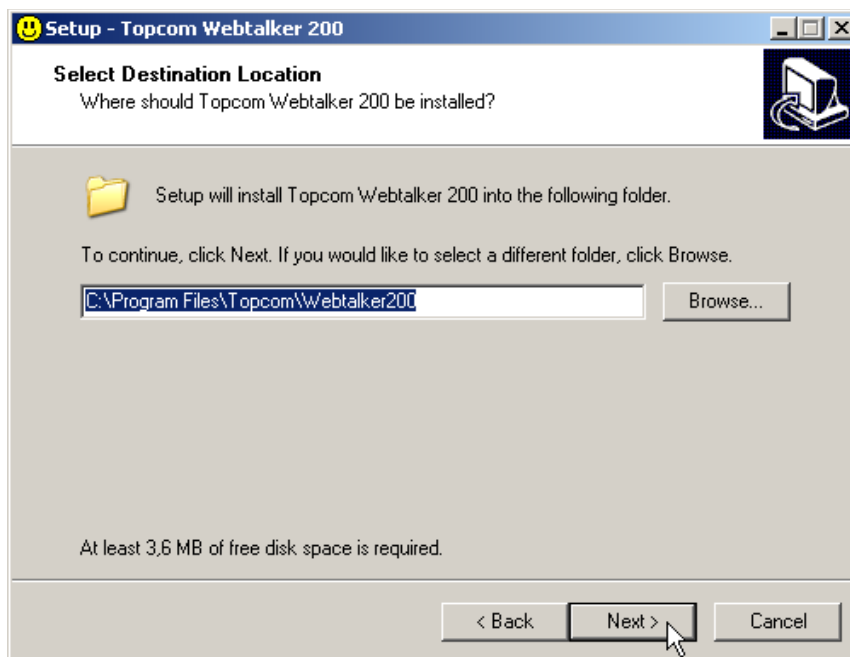 Setup - Topcom Webtalker 200
Select Destination Location
Where should Topcom Webtalker 200 be installed?
Setup will install Topcom Webtalker 200 into the following folder.
To continue, click Next. If you would like to select a different folder, click Browse.
C:\Program Files\Topcom\Webtalker200
Browse...
At least 3,6 MB of free disk space is required.
< Back
Next >
Cancel